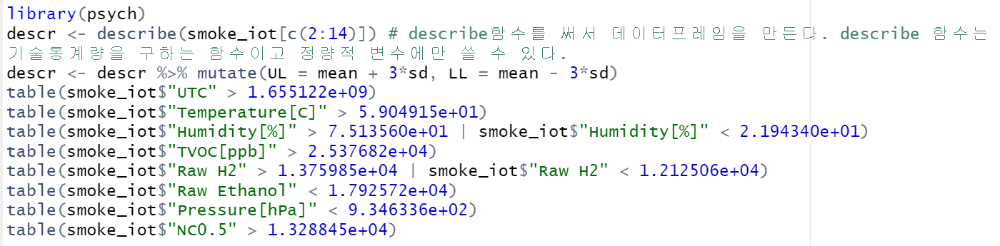 library(psych)
descr <- describe(smoke_iot[c(2:14)]) # describe함수를 써서 데이터프레임을 만든다. describe 함수는
기술통계량을 구하는 함수이고 정량적 변수에만 쓸 수 있다.
descr <- descr %>% mutate(UL = mean + 3*sd, LL = mean - 3*sd)
table(smoke_iot$"UTC" > 1.655122e+09)
table(smoke_iot$"Temperature[C]" > 5.904915e+01)
table(smoke_iot$"Humidity[%]" > 7.513560e+01 | smoke_iot$"Humidity[%]" < 2.194340e+01)
table(smoke_iot$"TVOC[ppb]" > 2.537682e+04)
table(smoke_iot$"Raw H2" > 1.375985e+04 | smoke_iot$"Raw H2" < 1.212506e+04)
table(smoke_iot$"Raw Ethanol" < 1.792572e+04)
table(smoke_iot$"Pressure[hPa]" < 9.346336e+02)
table(smoke_iot$"NC0.5" > 1.328845e+04)